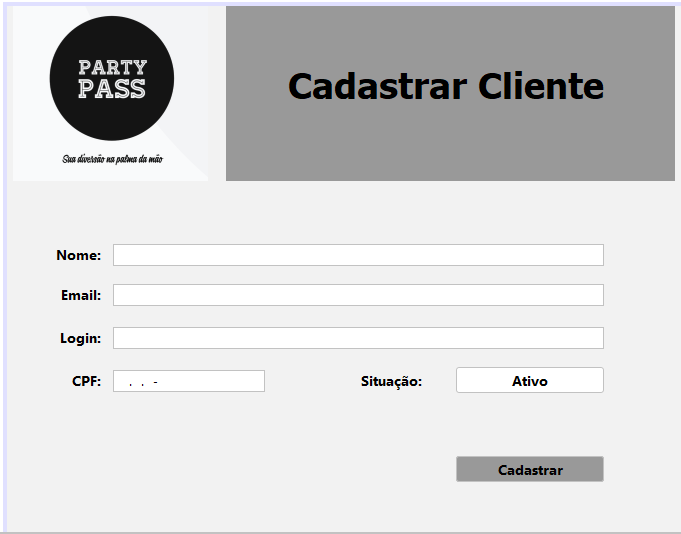 PARTY
PASS
Sua diversão na palma da mão
Cadastrar Cliente
Nome:
Email:
Login:
CPF: . . -
Situação: Ativo
Cadastrar